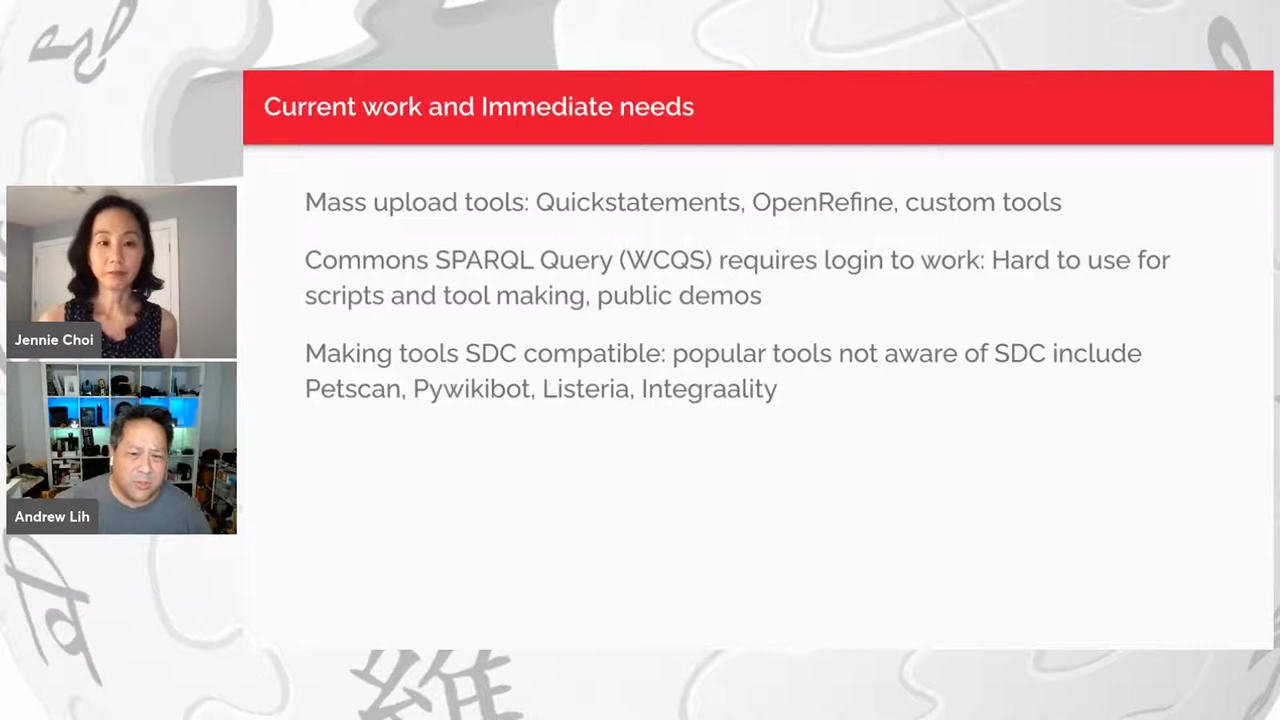 Current work and Immediate needs
Mass upload tools: Quickstatements, OpenRefine, custom tools
Commons SPARQL Query (WCQS) requires login to work: Hard to use for
scripts and tool making, public demos
Making tools SDC compatible: popular tools not aware of SDC include
Petscan, Pywikibot, Listeria, Integraality
Jennie Choi
Andrew Lih
वि
維